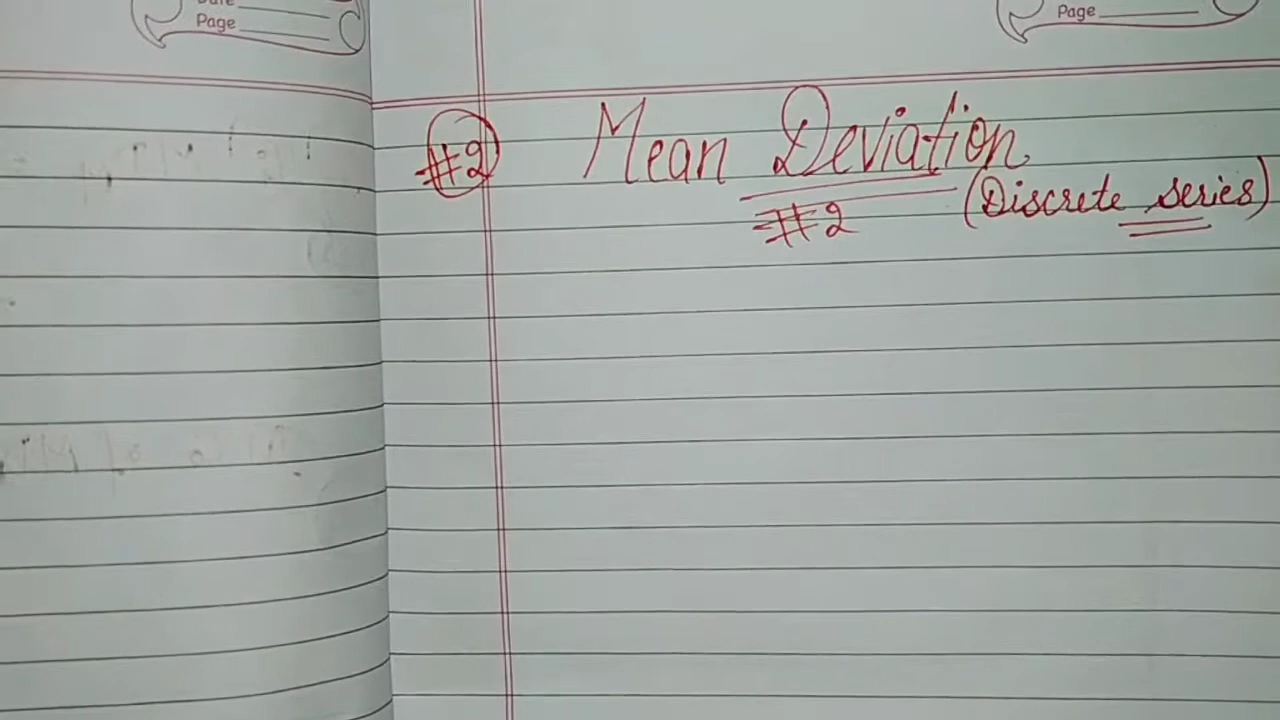 Page
Page
#2 Mean Deviation
#2 (Discrete series)